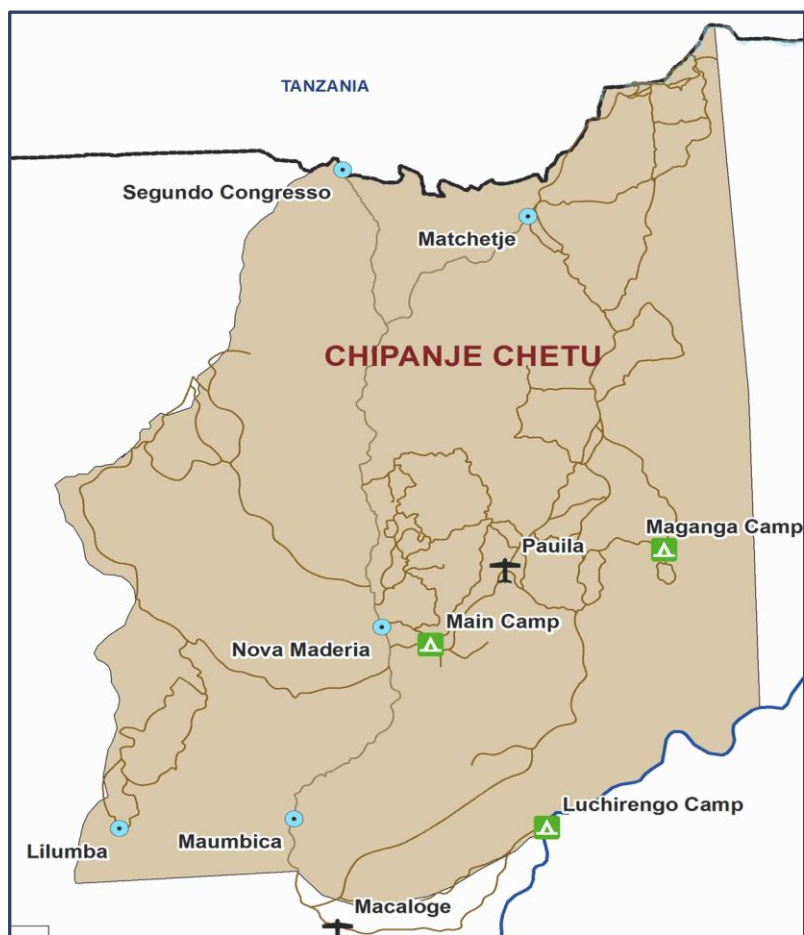 TANZANIA
Segundo Congresso
Matchetje
CHIPANJE CHETU
Maganga Camp
Pauila
Main Camp
Nova Maderia
Luchirengo Camp
Maumbica
Lilumba
Macaloge